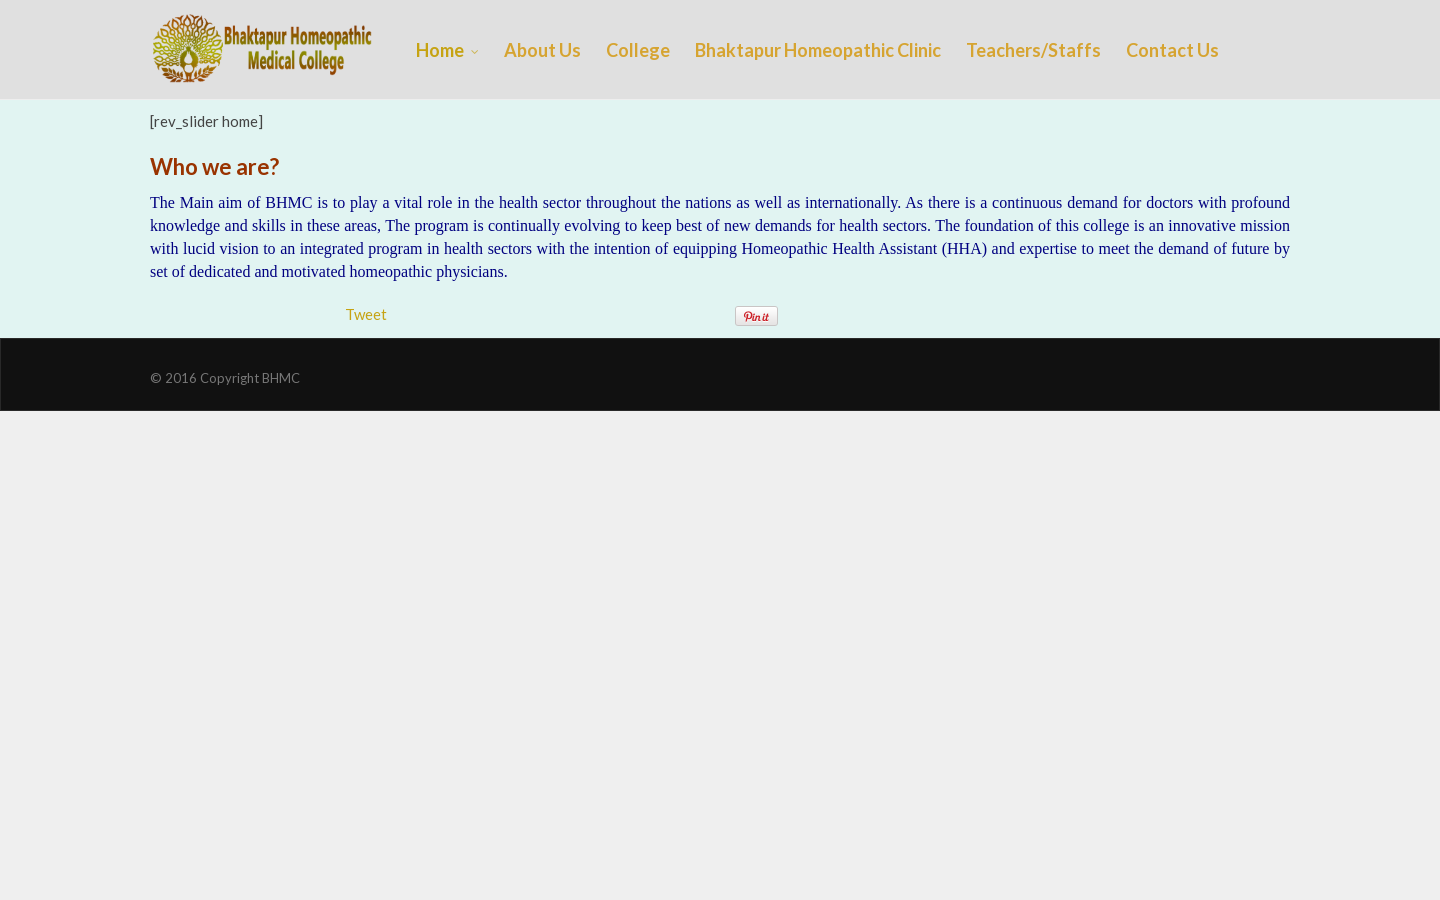 Bhaktapur Homeopathic
Medical College
Home
About Us
College
Bhaktapur Homeopathic Clinic
Teachers/Staffs
Contact Us
[rev_slider home]
Who we are?
The Main aim of BHMC is to play a vital role in the health sector throughout the nations as well as internationally. As there is a continuous demand for doctors with profound
knowledge and skills in these areas, The program is continually evolving to keep best of new demands for health sectors. The foundation of this college is an innovative mission
with lucid vision to an integrated program in health sectors with the intention of equipping Homeopathic Health Assistant (HHA) and expertise to meet the demand of future by
set of dedicated and motivated homeopathic physicians.
Tweet
Pin it
© 2016 Copyright BHMC